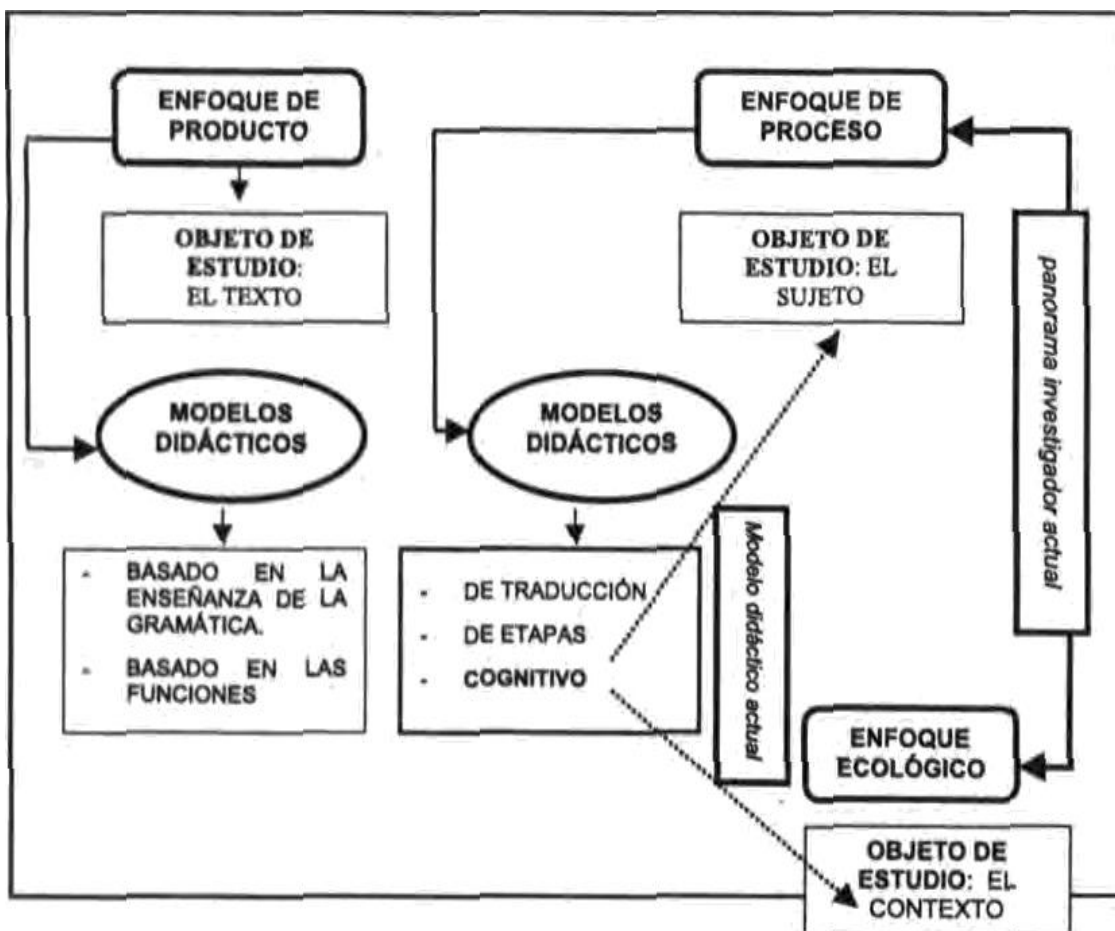 ENFOQUE DE
PRODUCTO
OBJETO DE
ESTUDIO:
EL TEXTO
MODELOS
DIDÁCTICOS
- BASADO EN LA
ENSEÑANZA DE LA
GRAMÁTICA.
- BASADO EN LAS
FUNCIONES
ENFOQUE DE
PROCESO
OBJETO DE
ESTUDIO: EL
SUJETO
MODELOS
DIDÁCTICOS
- DE TRADUCCIÓN
- DE ETAPAS
- COGNITIVO
Modelo didáctico actual
panorama investigador actual
ENFOQUE
ECOLÓGICO
OBJETO DE
ESTUDIO: EL
CONTEXTO